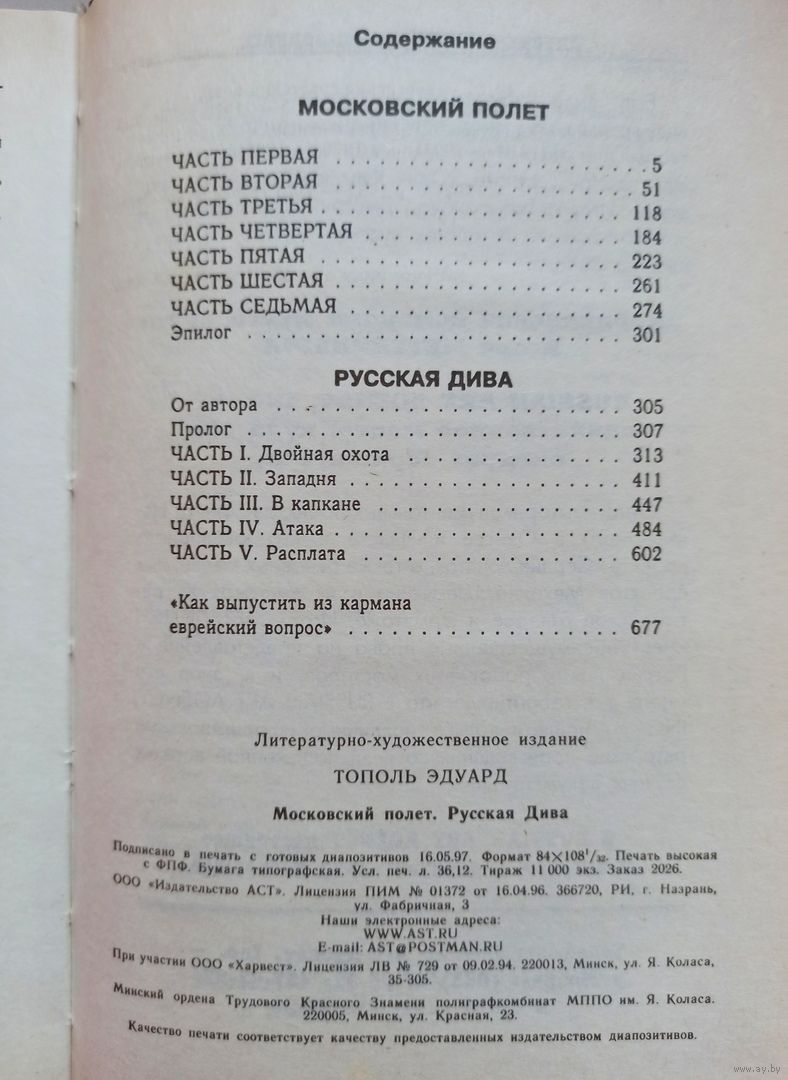 Содержание
МОСКОВСКИЙ ПОЛЕТ
ЧАСТЬ ПЕРВАЯ . . . . . . . . . . . . . . . . . . . . 5
ЧАСТЬ ВТОРАЯ . . . . . . . . . . . . . . . . . . . . 51
ЧАСТЬ ТРЕТЬЯ . . . . . . . . . . . . . . . . . . . . 118
ЧАСТЬ ЧЕТВЕРТАЯ . . . . . . . . . . . . . . . . . . 184
ЧАСТЬ ПЯТАЯ . . . . . . . . . . . . . . . . . . . . 223
ЧАСТЬ ШЕСТАЯ . . . . . . . . . . . . . . . . . . . 261
ЧАСТЬ СЕДЬМАЯ . . . . . . . . . . . . . . . . . . 274
Эпилог . . . . . . . . . . . . . . . . . . . . . . . 301
РУССКАЯ ДИВА
От автора . . . . . . . . . . . . . . . . . . . . . . 305
Пролог . . . . . . . . . . . . . . . . . . . . . . . 307
ЧАСТЬ I. Двойная охота . . . . . . . . . . . . . . . 313
ЧАСТЬ II. Западня . . . . . . . . . . . . . . . . . . 411
ЧАСТЬ III. В капкане . . . . . . . . . . . . . . . . 447
ЧАСТЬ IV. Атака . . . . . . . . . . . . . . . . . . . 484
ЧАСТЬ V. Расплата . . . . . . . . . . . . . . . . . 602
«Как выпустить из кармана
еврейский вопрос» . . . . . . . . . . . . . . . . . . 677
Литературно-художественное издание
ТОПОЛЬ ЭДУАРД
Московский полет. Русская Дива
Подписано в печать с готовых диапозитивов 16.05.97. Формат 84×108¹/₃₂. Печать высокая
с ФПФ. Бумага типографская. Усл. печ. л. 36,12. Тираж 11 000 экз. Заказ 2026.
ООО «Издательство АСТ». Лицензия ПИМ № 01372 от 16.04.96. 366720, РИ, г. Назрань,
ул. Фабричная, 3
Наши электронные адреса:
WWW.AST.RU
E-mail: AST@POSTMAN.RU
При участии ООО «Харвест». Лицензия ЛВ № 729 от 09.02.94. 220013, Минск, ул. Я. Коласа,
35-305.
Минский ордена Трудового Красного Знамени полиграфкомбинат МППО им. Я. Коласа.
220005, Минск, ул. Красная, 23.
Качество печати соответствует качеству предоставленных издательством диапозитивов.
www.ay.by